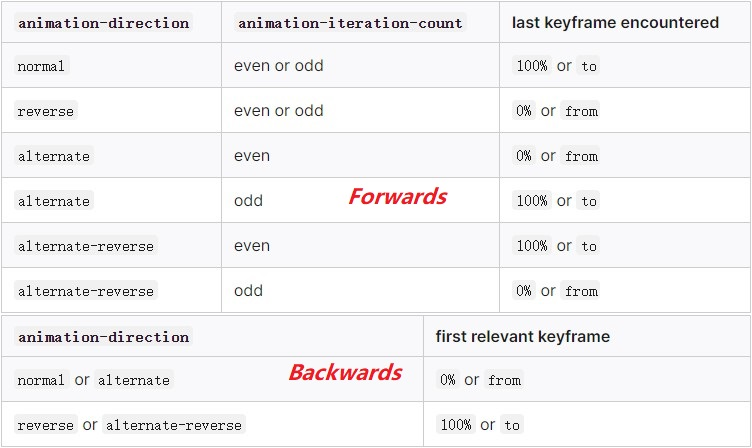 animation-direction animation-iteration-count last keyframe encountered
normal even or odd 100% or to
reverse even or odd 0% or from
alternate even 0% or from
alternate odd Forwards 100% or to
alternate-reverse even 100% or to
alternate-reverse odd 0% or from
animation-direction first relevant keyframe
normal or alternate Backwards 0% or from
reverse or alternate-reverse 100% or to